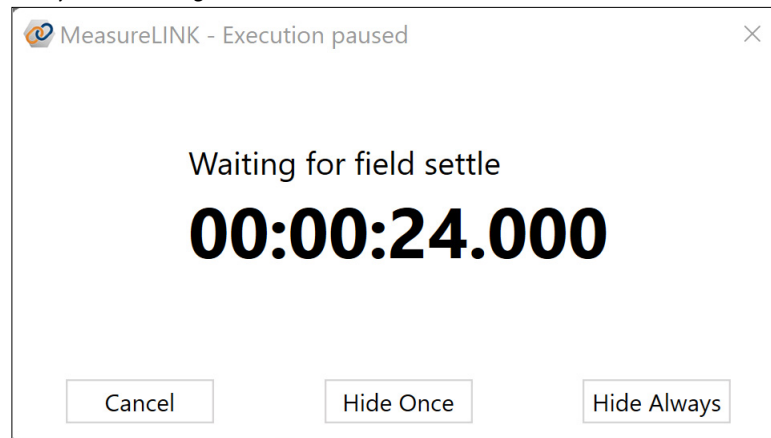 MeasureLINK - Execution paused
Waiting for field settle
00:00:24.000
Cancel Hide Once Hide Always